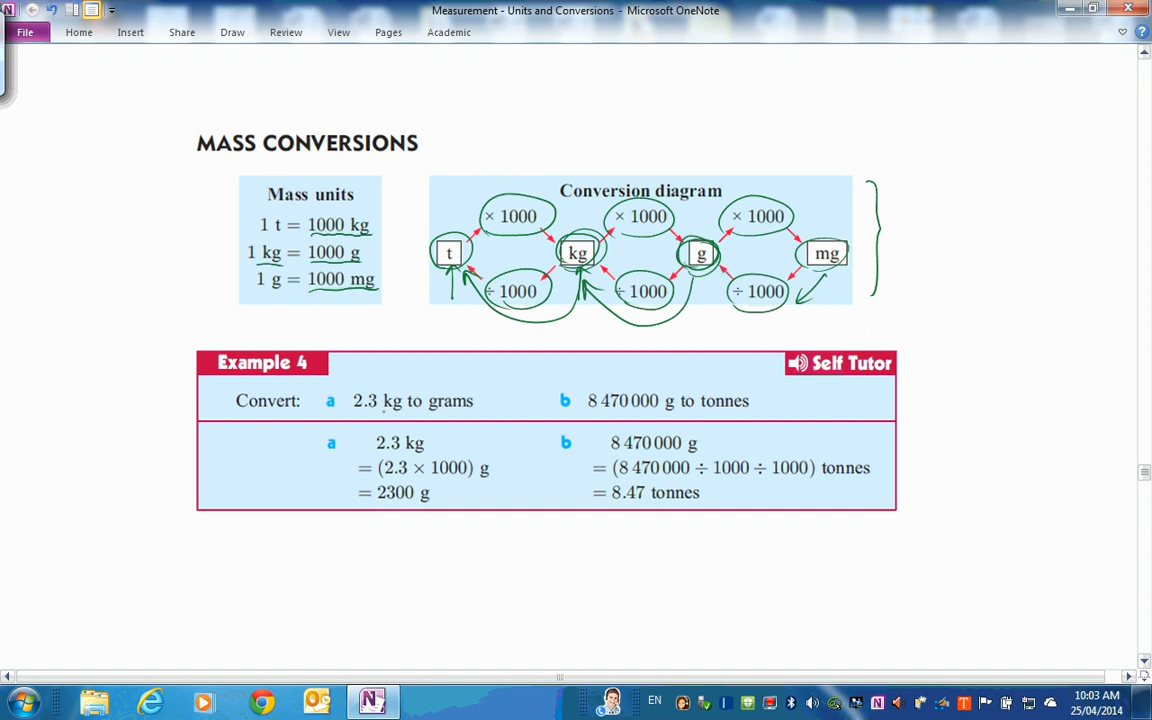 Measurement - Units and Conversions - Microsoft OneNote
File Home Insert Share Draw Review View Pages Academic
MASS CONVERSIONS
Mass units
1 t = 1000 kg
1 kg = 1000 g
1 g = 1000 mg
Conversion diagram
× 1000 × 1000 × 1000
t kg g mg
÷ 1000 ÷ 1000 ÷ 1000
Example 4 Self Tutor
Convert: a 2.3 kg to grams b 8 470 000 g to tonnes
a 2.3 kg b 8 470 000 g
= (2.3 × 1000) g = (8 470 000 ÷ 1000 ÷ 1000) tonnes
= 2300 g = 8.47 tonnes
EN 10:03 AM
25/04/2014